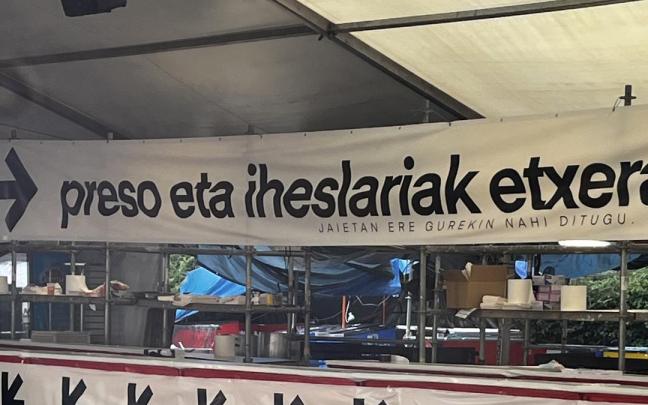 preso eta iheslariak etxera
JAIETAN ERE GUREKIN NAHI DITUGU.